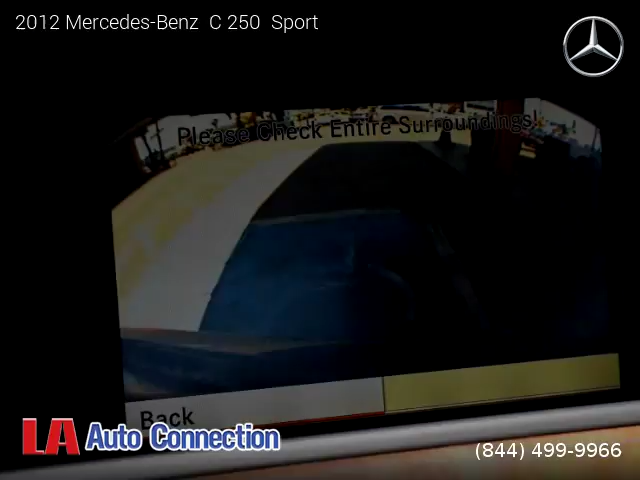 2012 Mercedes-Benz C 250 Sport
Please Check Entire Surroundings!
Back
LA Auto Connection
(844) 499-9966